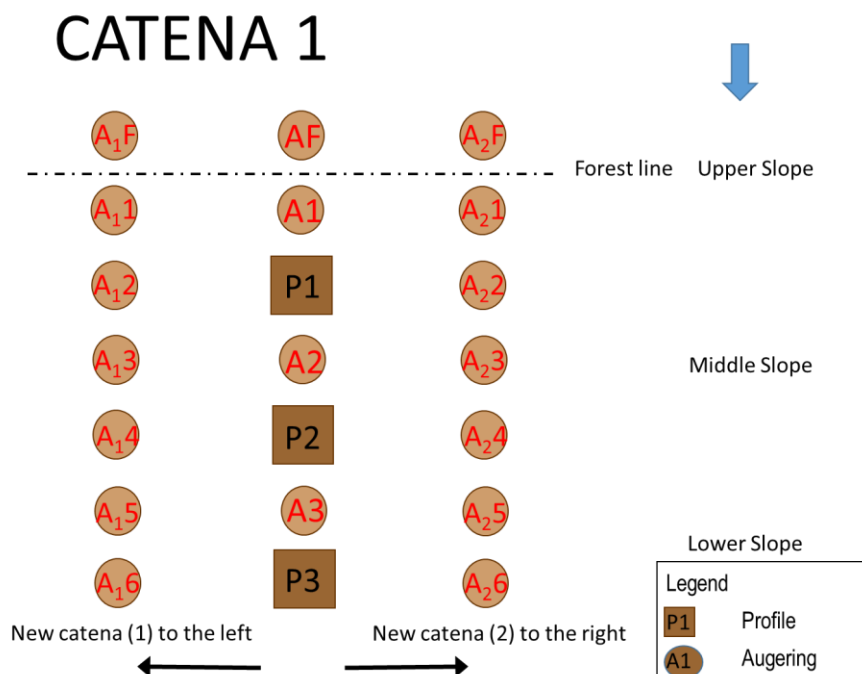 CATENA 1
A₁F AF A₂F
Forest line Upper Slope
A₁1 A1 A₂1
A₁2 P1 A₂2
A₁3 A2 A₂3
Middle Slope
A₁4 P2 A₂4
A₁5 A3 A₂5
Lower Slope
A₁6 P3 A₂6
New catena (1) to the left New catena (2) to the right
Legend
P1 Profile
A1 Augering